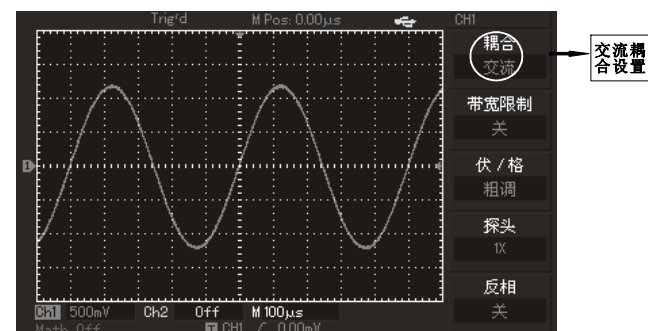 Trig'd M Pos: 0.00μs CH1
耦合
交流
交流耦
合设置
带宽限制
关
伏/格
粗调
探头
1X
反相
关
1
Ch1 500mV Ch2 Off M 100μs
Math Off T CH1 / 0.00mV